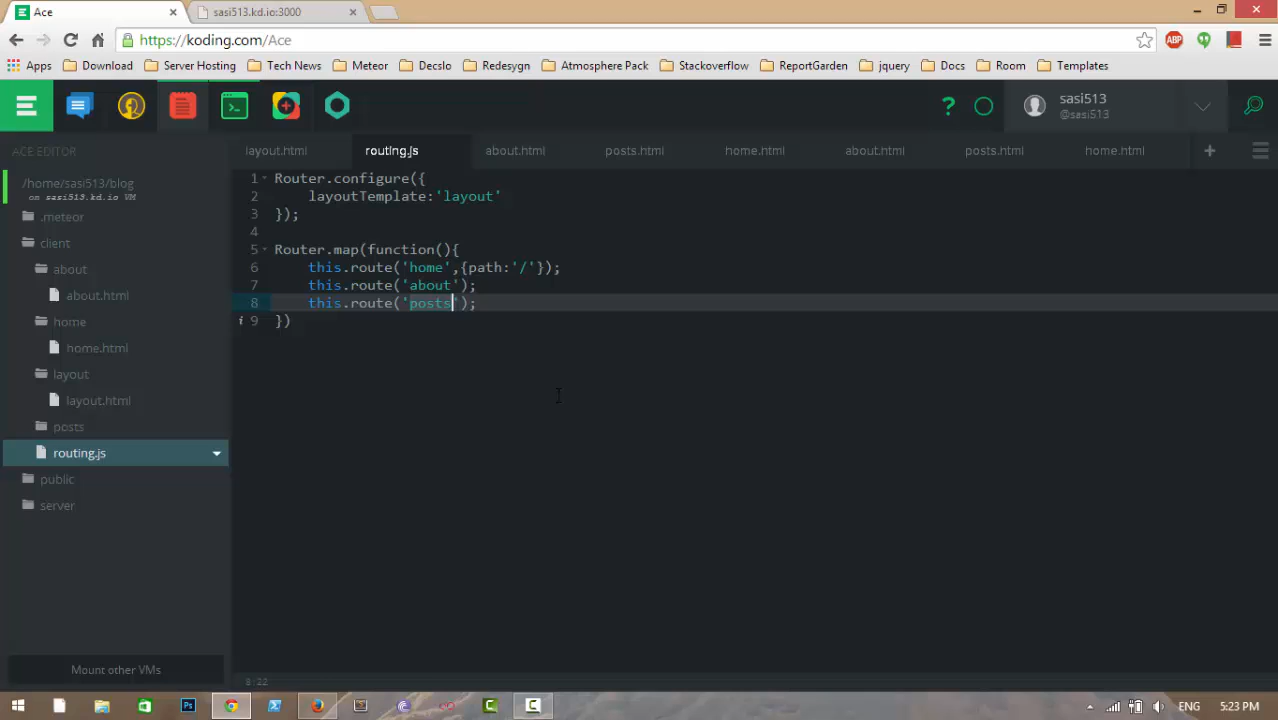 Ace
sasi513.kd.io:3000
https://koding.com/Ace
ABP
Apps Download Server Hosting Tech News Meteor Decslo Redesygn Atmosphere Pack Stackoverflow ReportGarden jquery Docs Room Templates
? sasi513
@sasi513
ACE EDITOR
layout.html routing.js about.html posts.html home.html about.html posts.html home.html +
/home/sasi513/blog
on sasi513.kd.io VM
.meteor
client
about
about.html
home
home.html
layout
layout.html
posts
routing.js
public
server
Mount other VMs
1 Router.configure({
2 layoutTemplate:'layout'
3 });
4
5 Router.map(function(){
6 this.route('home',{path:'/'});
7 this.route('about');
8 this.route('posts');
i 9 })
8:22
Ps
ENG 5:23 PM